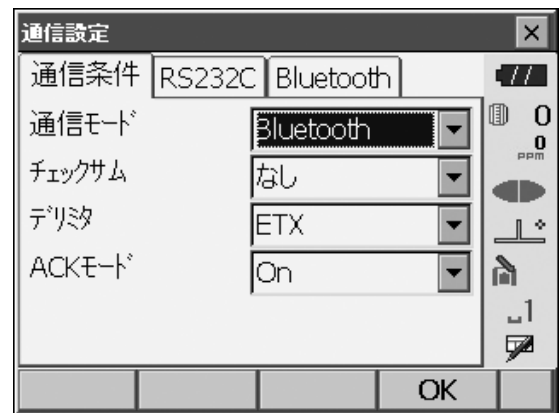 通信設定
通信条件 RS232C Bluetooth
通信ﾓｰﾄﾞ Bluetooth
0
0
PPM
ﾁｪｯｸｻﾑ なし
ﾃﾞﾘﾐﾀ ETX
ACKﾓｰﾄﾞ On
1
OK